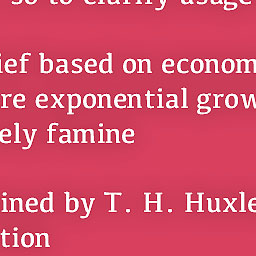 so to clarify usage
ief based on econom
re exponential grow
ely famine
ined by T. H. Huxle
tion